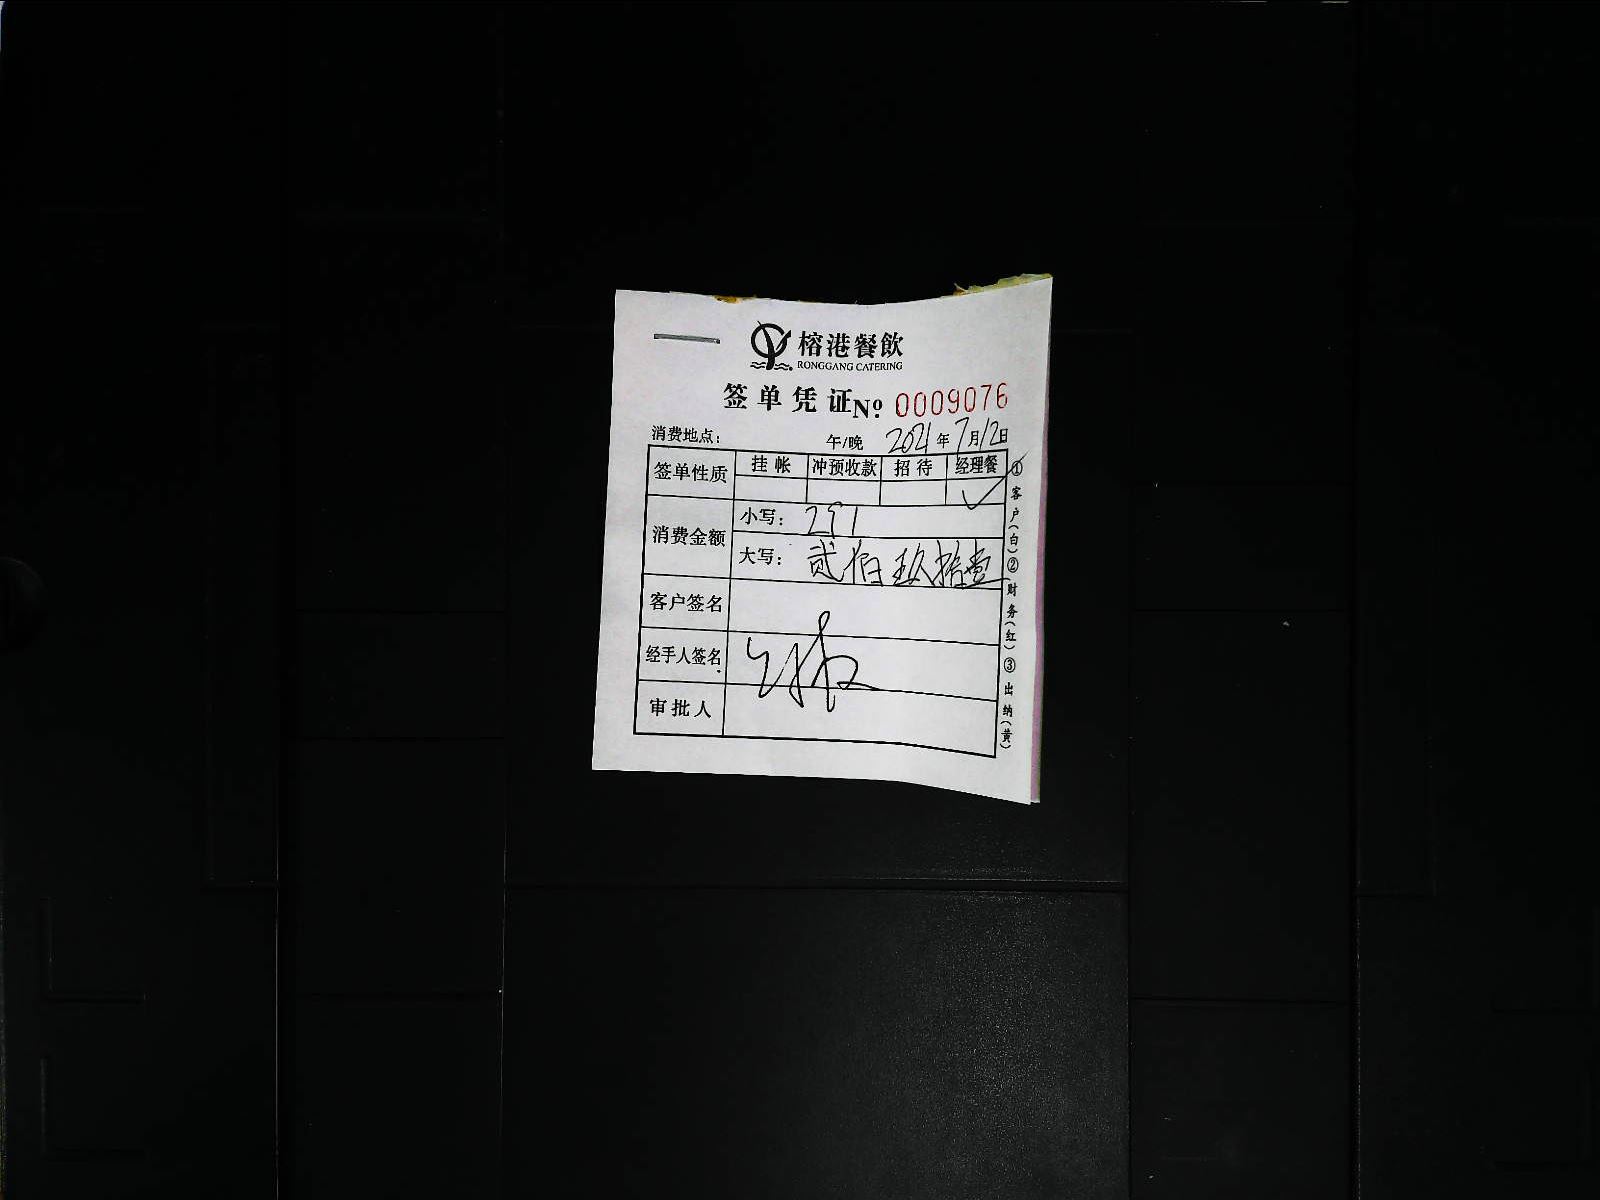 榕港餐飲
RONGGANG CATERING
签单凭证 № 0009076
消费地点： 午/晚 2021年7月12日
签单性质 挂帐 冲预收款 招待 经理餐
✓
消费金额 小写：291
大写：贰佰玖拾壹
客户签名
经手人签名
审批人
①客户(白)②财务(红)③出纳(黄)